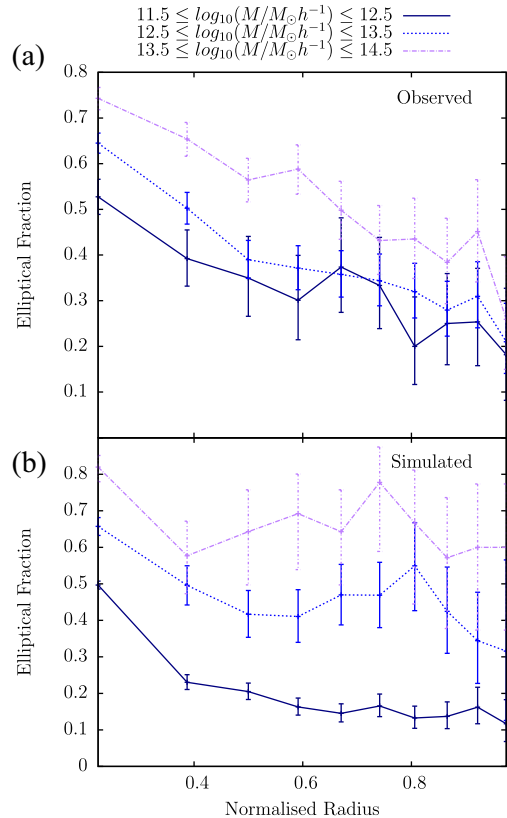 11.5 ≤ log₁₀(M/M⊙h⁻¹) ≤ 12.5
12.5 ≤ log₁₀(M/M⊙h⁻¹) ≤ 13.5
13.5 ≤ log₁₀(M/M⊙h⁻¹) ≤ 14.5
(a)
Observed
0.8
0.7
0.6
0.5
0.4
0.3
0.2
0.1
Elliptical Fraction
(b)
Simulated
0.8
0.7
0.6
0.5
0.4
0.3
0.2
0.1
0
Elliptical Fraction
0.4 0.6 0.8
Normalised Radius